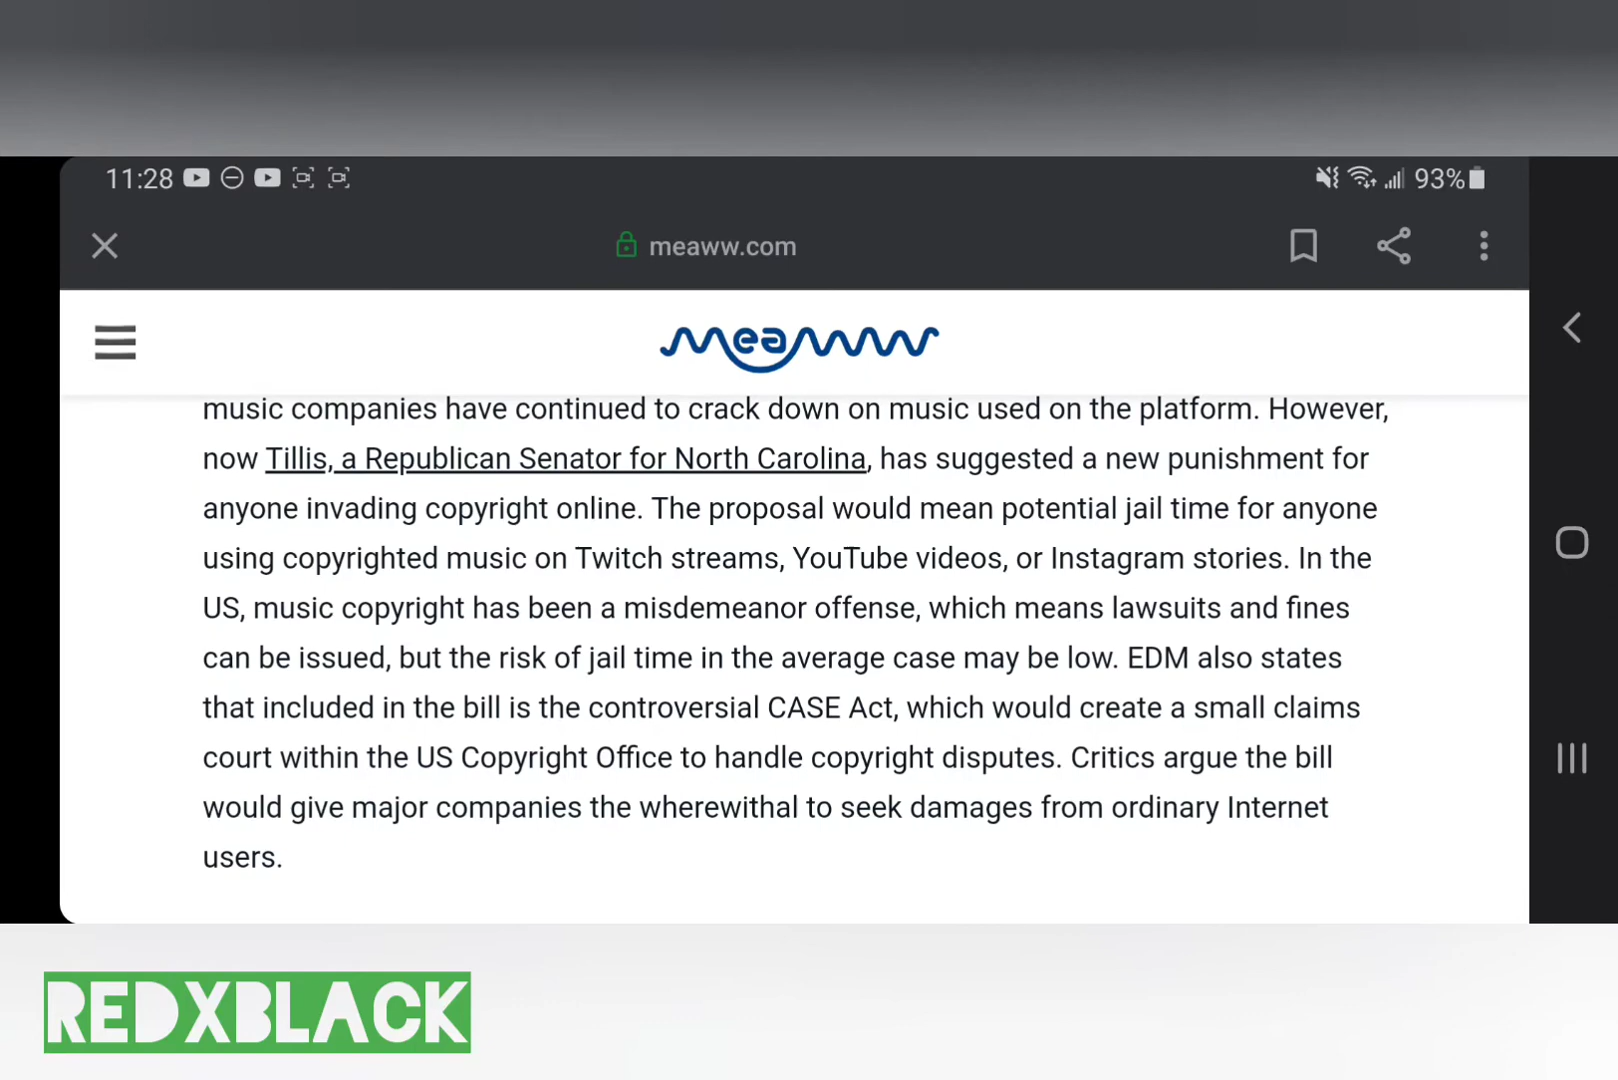 11:28
93%
meaww.com
meaww
music companies have continued to crack down on music used on the platform. However,
now Tillis, a Republican Senator for North Carolina, has suggested a new punishment for
anyone invading copyright online. The proposal would mean potential jail time for anyone
using copyrighted music on Twitch streams, YouTube videos, or Instagram stories. In the
US, music copyright has been a misdemeanor offense, which means lawsuits and fines
can be issued, but the risk of jail time in the average case may be low. EDM also states
that included in the bill is the controversial CASE Act, which would create a small claims
court within the US Copyright Office to handle copyright disputes. Critics argue the bill
would give major companies the wherewithal to seek damages from ordinary Internet
users.
REDXBLACK